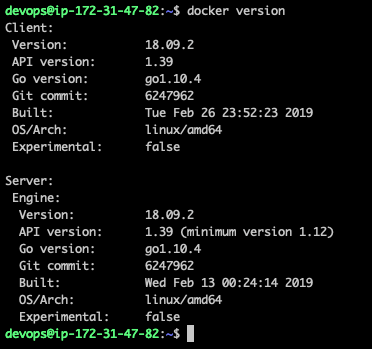 devops@ip-172-31-47-82:~$ docker version
Client:
 Version:           18.09.2
 API version:       1.39
 Go version:        go1.10.4
 Git commit:        6247962
 Built:             Tue Feb 26 23:52:23 2019
 OS/Arch:           linux/amd64
 Experimental:      false

Server:
 Engine:
  Version:          18.09.2
  API version:      1.39 (minimum version 1.12)
  Go version:       go1.10.4
  Git commit:       6247962
  Built:            Wed Feb 13 00:24:14 2019
  OS/Arch:          linux/amd64
  Experimental:     false
devops@ip-172-31-47-82:~$